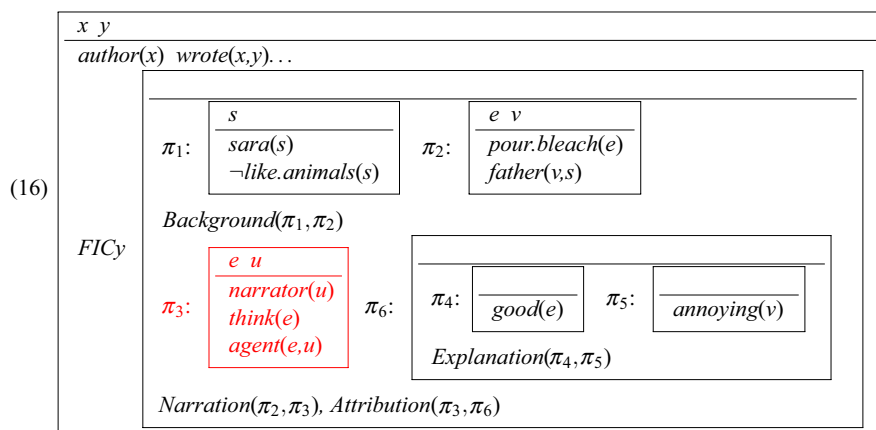 x y
author(x) wrote(x,y)...
(16)
FICy
π1:
s
sara(s)
¬like.animals(s)
π2:
e v
pour.bleach(e)
father(v,s)
Background(π1,π2)
π3:
e u
narrator(u)
think(e)
agent(e,u)
π6:
π4:
good(e)
π5:
annoying(v)
Explanation(π4,π5)
Narration(π2,π3), Attribution(π3,π6)